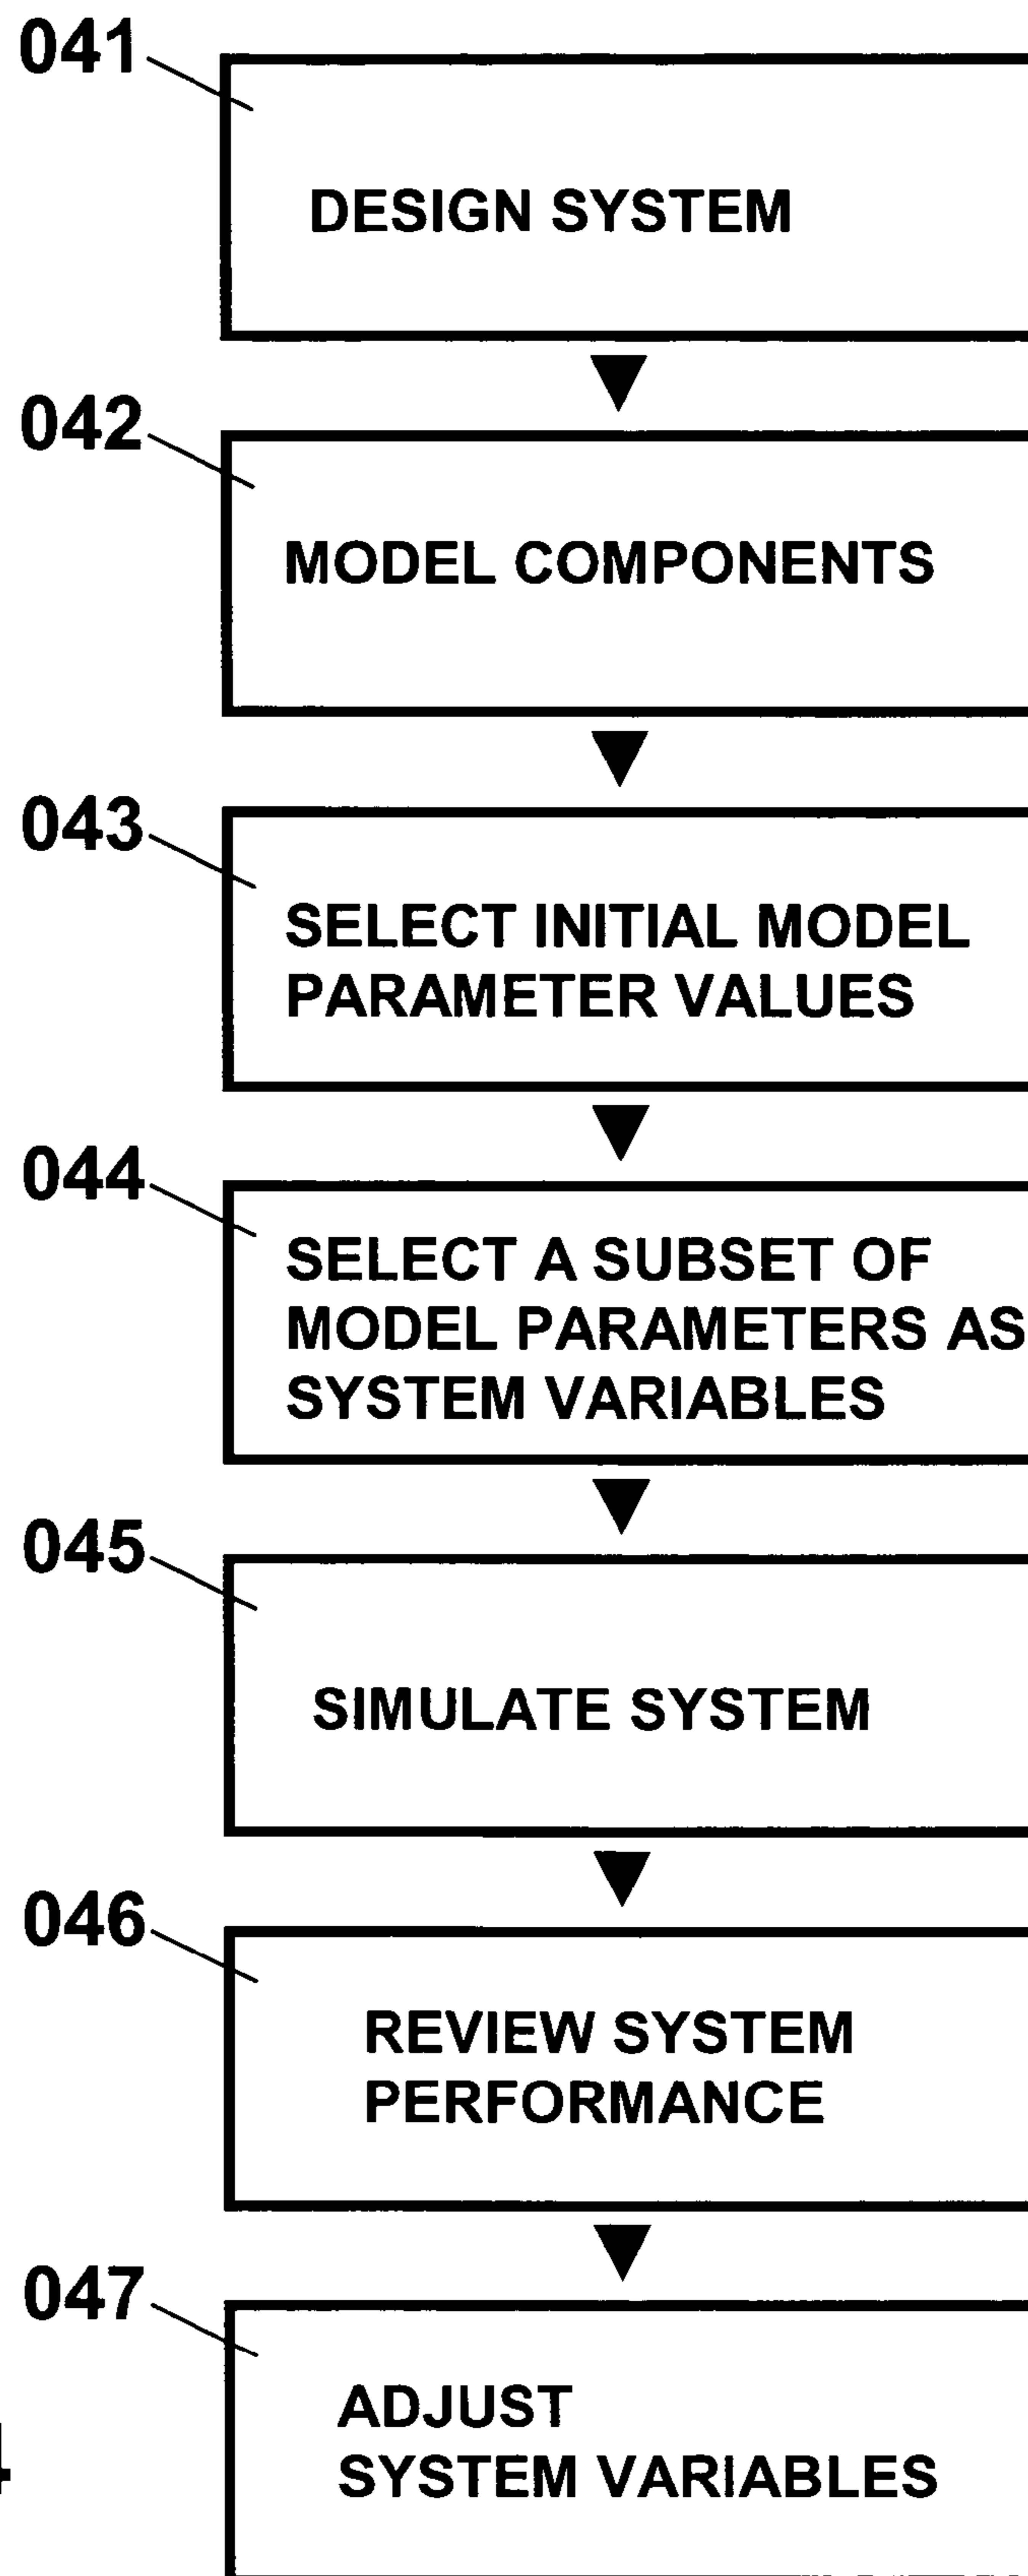 041
DESIGN SYSTEM
042
MODEL COMPONENTS
043
SELECT INITIAL MODEL
PARAMETER VALUES
044
SELECT A SUBSET OF
MODEL PARAMETERS AS
SYSTEM VARIABLES
045
SIMULATE SYSTEM
046
REVIEW SYSTEM
PERFORMANCE
047
ADJUST
SYSTEM VARIABLES